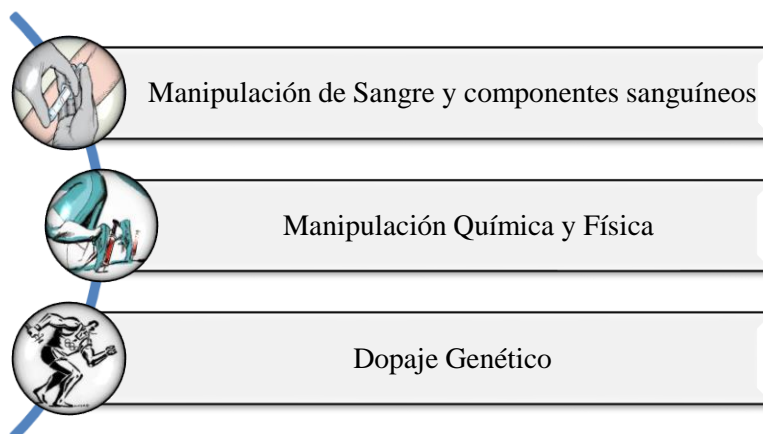 Manipulación de Sangre y componentes sanguíneos
Manipulación Química y Física
Dopaje Genético